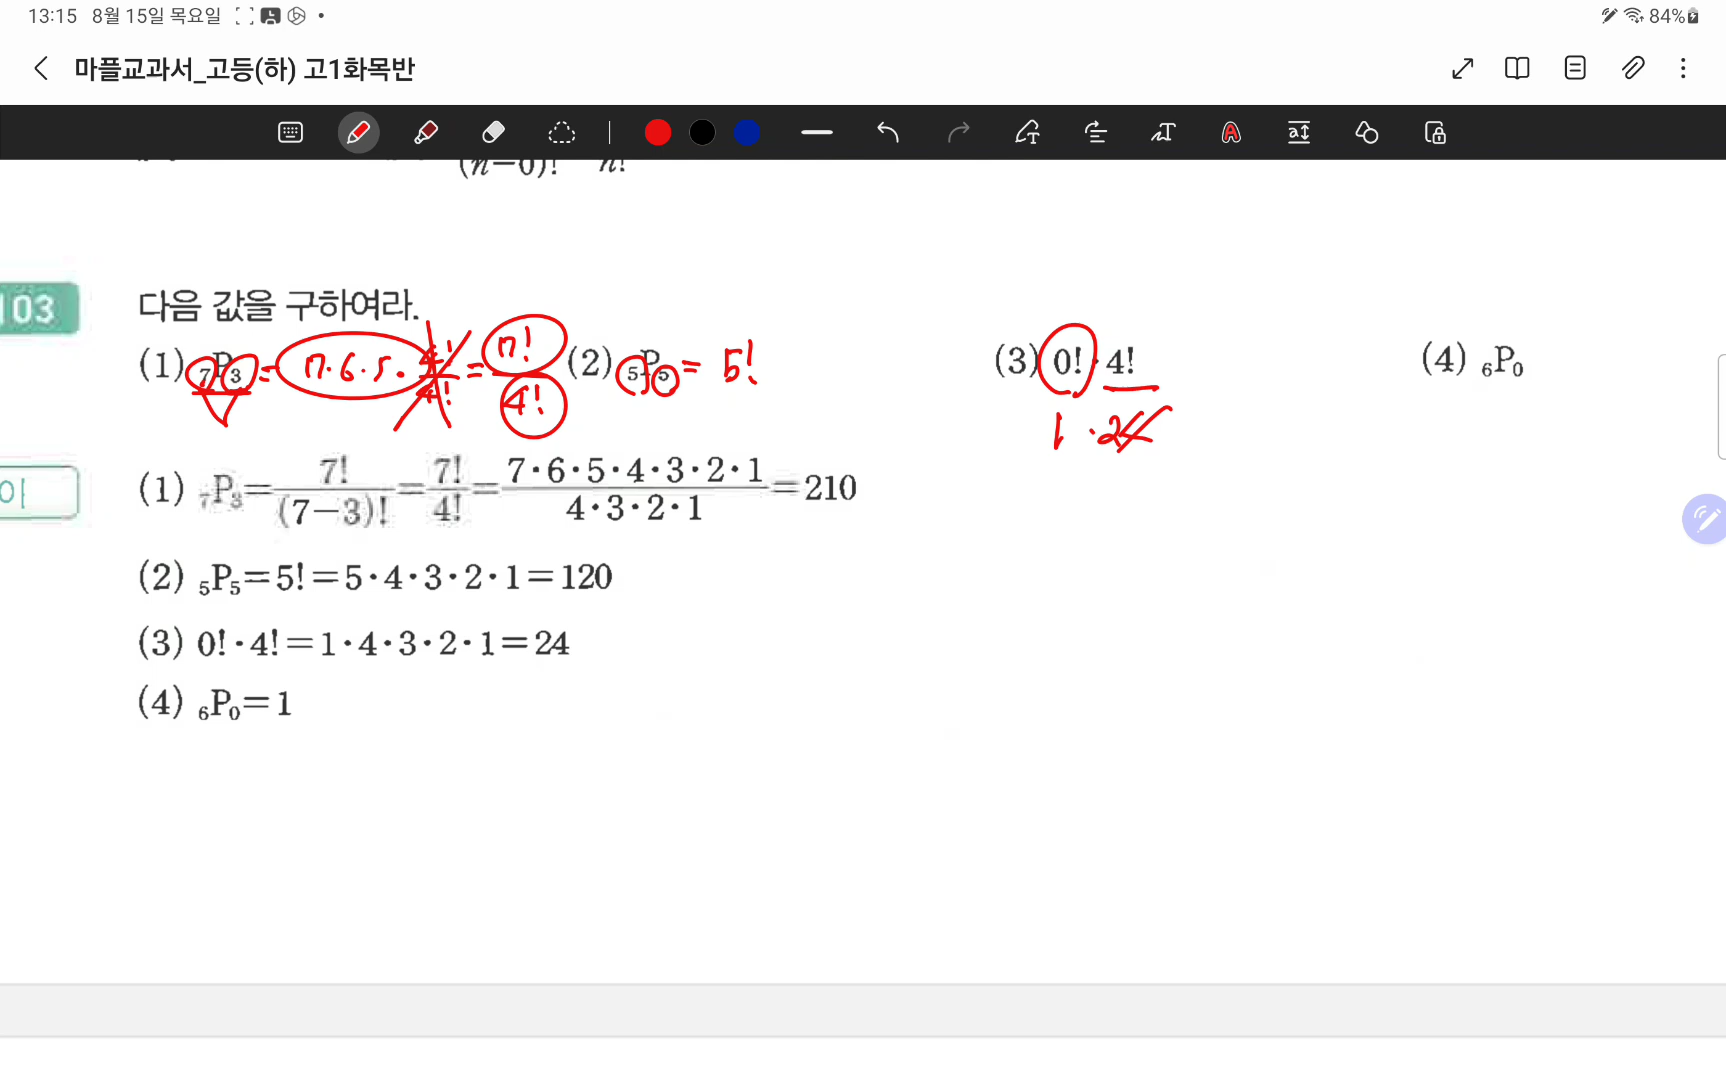 13:15 8월 15일 목요일
84%
마플교과서_고등(하) 고1화목반
(n-0)! n!
103
다음 값을 구하여라.
(1) ₇P₃ = 7·6·5· 4!/4! = 7!/4! (2) ₅P₅ = 5! (3) 0!·4! (4) ₆P₀
1 · 24
이
(1) ₇P₃=7!/(7-3)!=7!/4!=7·6·5·4·3·2·1/4·3·2·1=210
(2) ₅P₅=5!=5·4·3·2·1=120
(3) 0!·4!=1·4·3·2·1=24
(4) ₆P₀=1